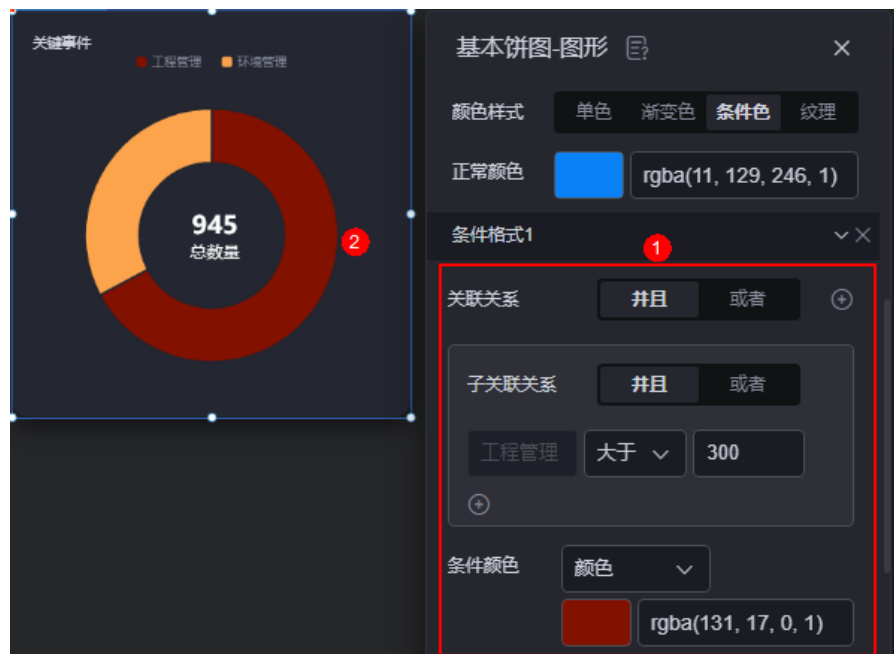 关键事件
工程管理 环境管理
945
总数量
2
基本饼图-图形
颜色样式 单色 渐变色 条件色 纹理
正常颜色 rgba(11, 129, 246, 1)
条件格式1
1
关联关系 并且 或者
子关联关系 并且 或者
工程管理 大于 300
条件颜色 颜色
rgba(131, 17, 0, 1)